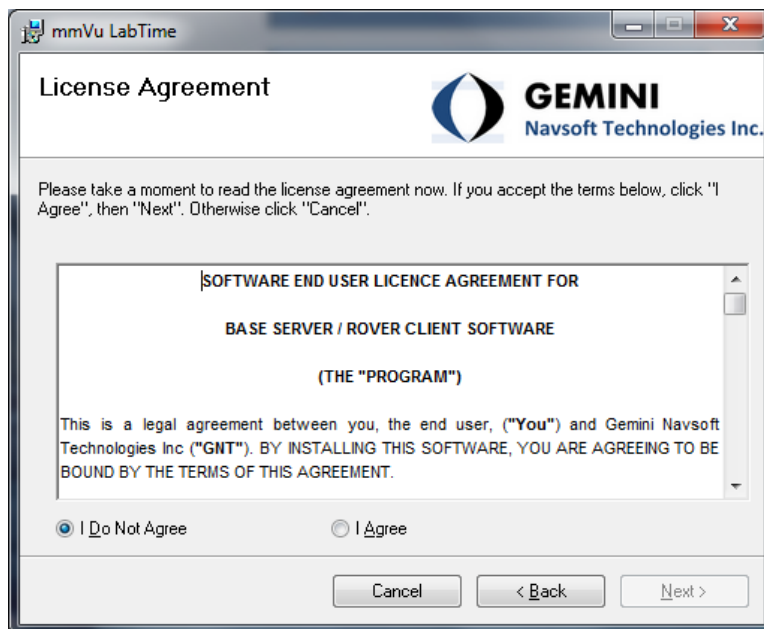 mmVu LabTime
License Agreement
GEMINI
Navsoft Technologies Inc.
Please take a moment to read the license agreement now. If you accept the terms below, click "I
Agree", then "Next". Otherwise click "Cancel".
SOFTWARE END USER LICENCE AGREEMENT FOR
BASE SERVER / ROVER CLIENT SOFTWARE
(THE "PROGRAM")
This is a legal agreement between you, the end user, ("You") and Gemini Navsoft
Technologies Inc ("GNT"). BY INSTALLING THIS SOFTWARE, YOU ARE AGREEING TO BE
BOUND BY THE TERMS OF THIS AGREEMENT.
I Do Not Agree
I Agree
Cancel
< Back
Next >